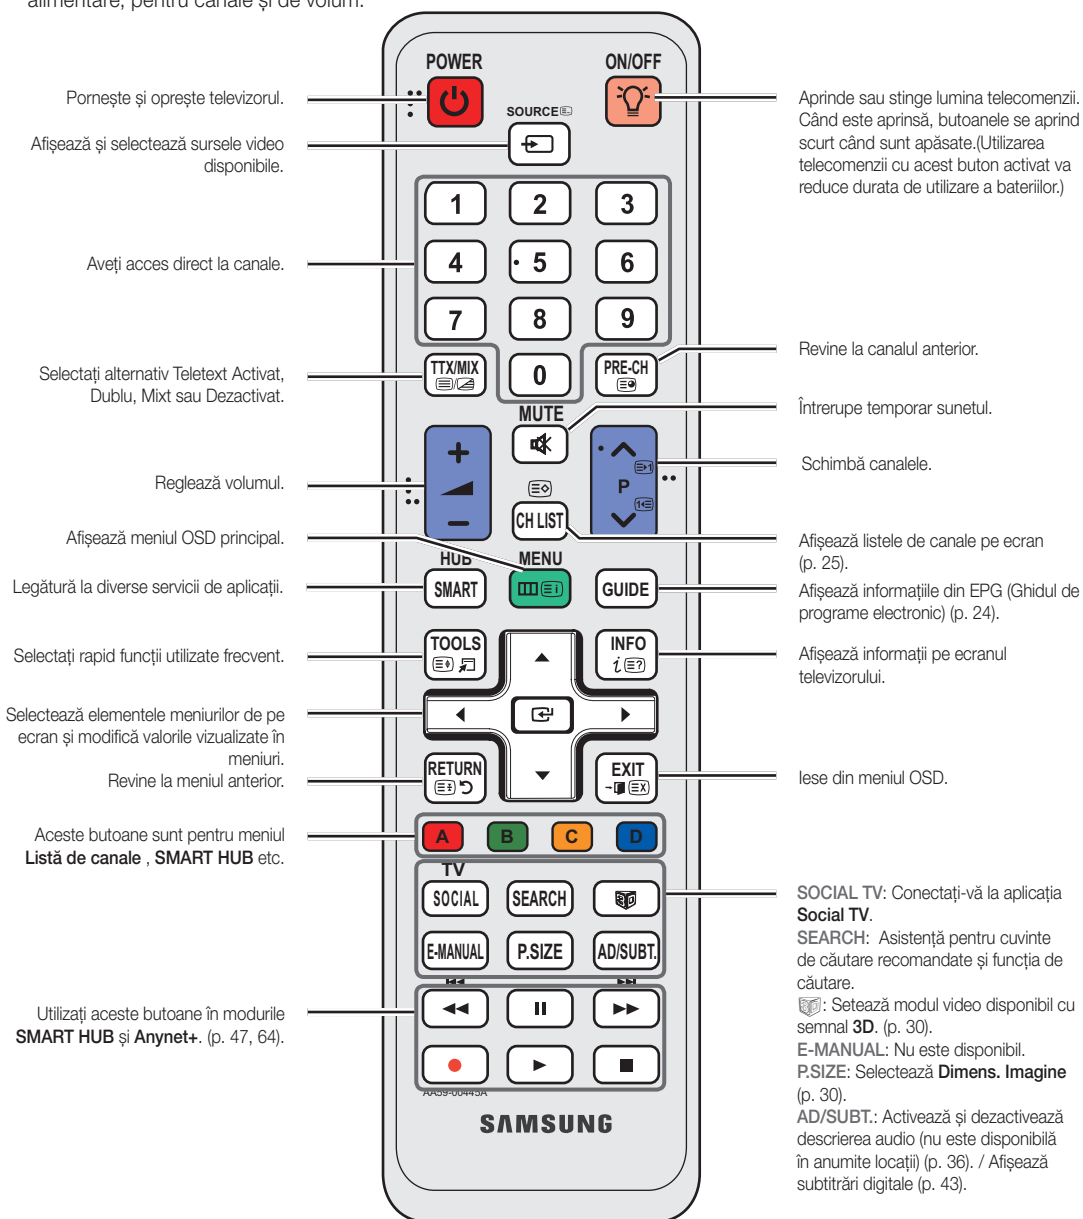 alimentare, pentru canale și de volum.
POWER
ON/OFF
SOURCE
Pornește și oprește televizorul.
Afișează și selectează sursele video
disponibile.
Aprinde sau stinge lumina telecomenzii.
Când este aprinsă, butoanele se aprind
scurt când sunt apăsate.(Utilizarea
telecomenzii cu acest buton activat va
reduce durata de utilizare a bateriilor.)
1 2 3
4 5 6
7 8 9
0
Aveți acces direct la canale.
TTX/MIX
PRE-CH
Selectați alternativ Teletext Activat,
Dublu, Mixt sau Dezactivat.
Revine la canalul anterior.
MUTE
Întrerupe temporar sunetul.
P
Schimbă canalele.
Reglează volumul.
CH LIST
Afișează meniul OSD principal.
Afișează listele de canale pe ecran
(p. 25).
HUB
MENU
SMART
GUIDE
Legătură la diverse servicii de aplicații.
Afișează informațiile din EPG (Ghidul de
programe electronic) (p. 24).
TOOLS
INFO
Selectați rapid funcții utilizate frecvent.
Afișează informații pe ecranul
televizorului.
Selectează elementele meniurilor de pe
ecran și modifică valorile vizualizate în
meniuri.
RETURN
EXIT
Revine la meniul anterior.
Iese din meniul OSD.
A B C D
Aceste butoane sunt pentru meniul
Listă de canale , SMART HUB etc.
TV
SOCIAL SEARCH
E-MANUAL P.SIZE AD/SUBT.
SOCIAL TV: Conectați-vă la aplicația
Social TV.
SEARCH: Asistență pentru cuvinte
de căutare recomandate și funcția de
căutare.
: Setează modul video disponibil cu
semnal 3D. (p. 30).
E-MANUAL: Nu este disponibil.
P.SIZE: Selectează Dimens. Imagine
(p. 30).
AD/SUBT.: Activează și dezactivează
descrierea audio (nu este disponibilă
în anumite locații) (p. 36). / Afișează
subtitrări digitale (p. 43).
Utilizați aceste butoane în modurile
SMART HUB și Anynet+. (p. 47, 64).
AA59-00445A
SAMSUNG